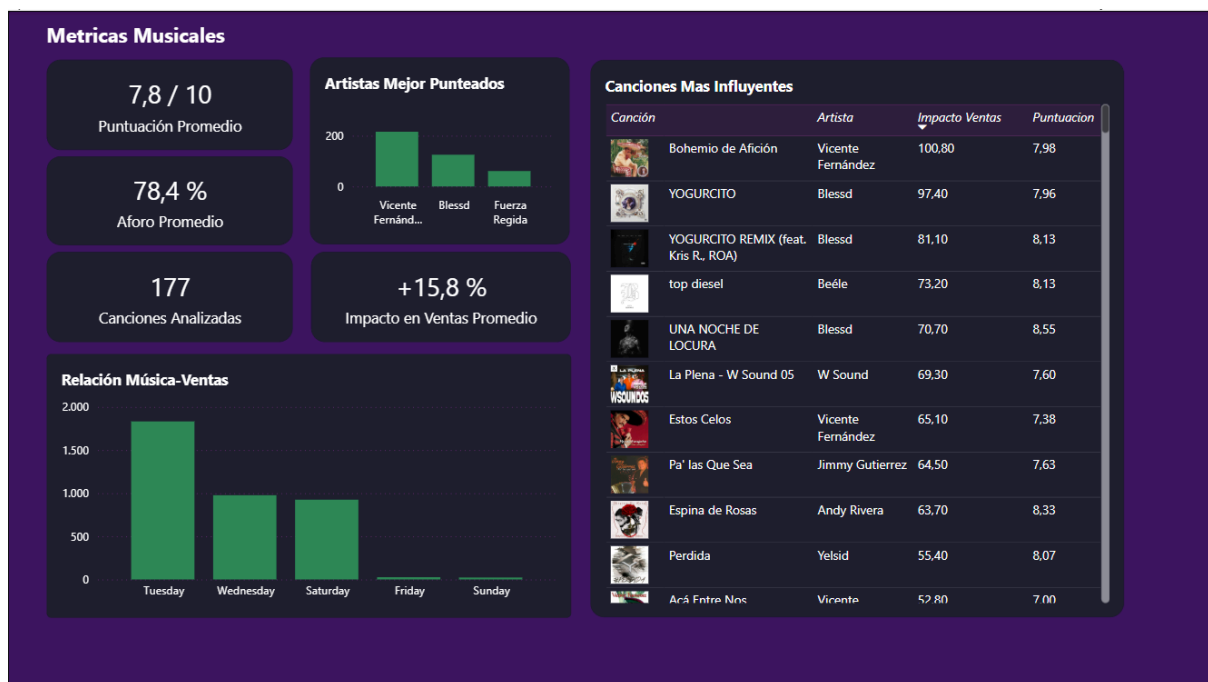 Metricas Musicales
7,8 / 10
Puntuación Promedio
78,4 %
Aforo Promedio
177
Canciones Analizadas
Artistas Mejor Punteados
200
0
Vicente
Fernánd...
Blessd
Fuerza
Regida
+15,8 %
Impacto en Ventas Promedio
Relación Música-Ventas
2.000
1.500
1.000
500
0
Tuesday Wednesday Saturday Friday Sunday
Canciones Mas Influyentes
Canción Artista Impacto Ventas Puntuacion
Bohemio de Afición Vicente 100,80 7,98
Fernández
YOGURCITO Blessd 97,40 7,96
YOGURCITO REMIX (feat. Blessd 81,10 8,13
Kris R., ROA)
top diesel Beéle 73,20 8,13
UNA NOCHE DE Blessd 70,70 8,55
LOCURA
La Plena - W Sound 05 W Sound 69,30 7,60
Estos Celos Vicente 65,10 7,38
Fernández
Pa' las Que Sea Jimmy Gutierrez 64,50 7,63
Espina de Rosas Andy Rivera 63,70 8,33
Perdida Yelsid 55,40 8,07
Acá Entre Nos Vicente 52,80 7,00